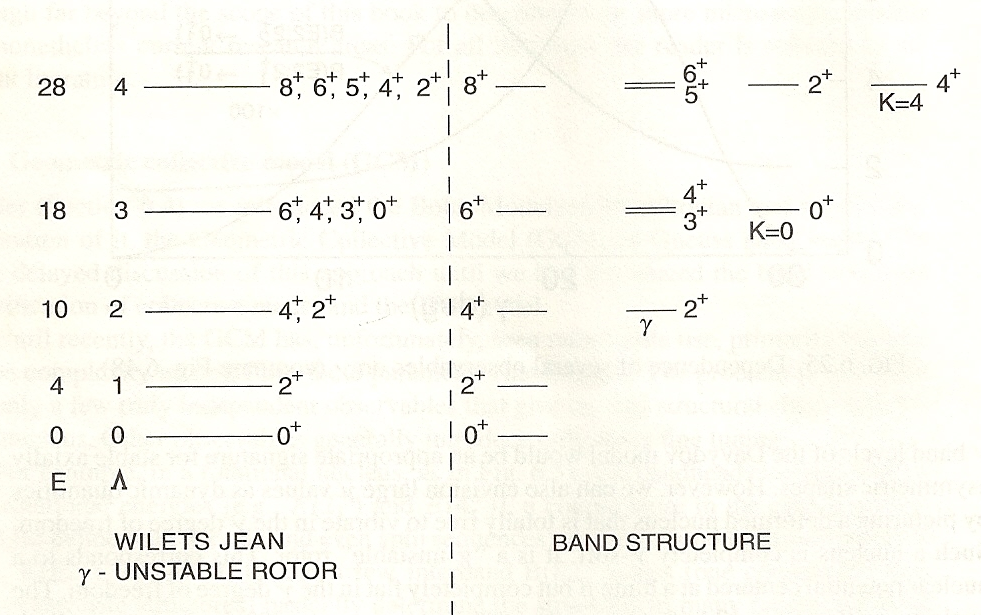 28 4 8⁺, 6⁺, 5⁺, 4⁺, 2⁺ 8⁺ 6⁺ 2⁺ 4⁺
5⁺ K=4
18 3 6⁺, 4⁺, 3⁺, 0⁺ 6⁺ 4⁺ 0⁺
3⁺ K=0
10 2 4⁺, 2⁺ 4⁺ 2⁺
γ
4 1 2⁺ 2⁺
0 0 0⁺ 0⁺
E Λ
WILETS JEAN BAND STRUCTURE
γ - UNSTABLE ROTOR